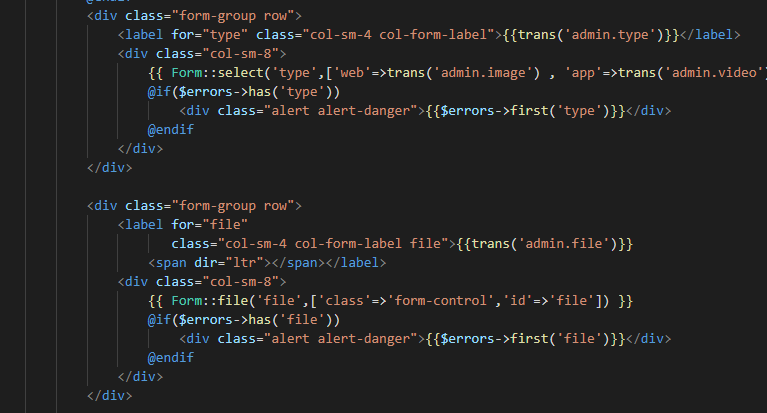 @endif
<div class="form-group row">
<label for="type" class="col-sm-4 col-form-label">{{trans('admin.type')}}</label>
<div class="col-sm-8">
{{ Form::select('type',['web'=>trans('admin.image') , 'app'=>trans('admin.video'
@if($errors->has('type'))
<div class="alert alert-danger">{{$errors->first('type')}}</div>
@endif
</div>
</div>
<div class="form-group row">
<label for="file"
class="col-sm-4 col-form-label file">{{trans('admin.file')}}
<span dir="ltr"></span></label>
<div class="col-sm-8">
{{ Form::file('file',['class'=>'form-control','id'=>'file']) }}
@if($errors->has('file'))
<div class="alert alert-danger">{{$errors->first('file')}}</div>
@endif
</div>
</div>